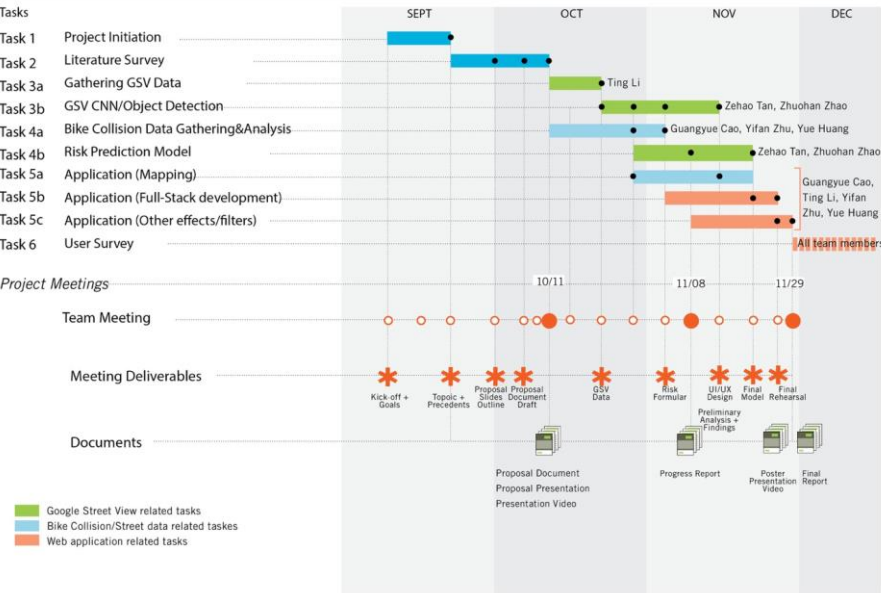 Tasks
SEPT OCT NOV DEC
Task 1 Project Initiation
Task 2 Literature Survey
Task 3a Gathering GSV Data Ting Li
Task 3b GSV CNN/Object Detection Zehao Tan, Zhuohan Zhao
Task 4a Bike Collision Data Gathering&Analysis Guangyue Cao, Yifan Zhu, Yue Huang
Task 4b Risk Prediction Model Zehao Tan, Zhuohan Zhao
Task 5a Application (Mapping)
Task 5b Application (Full-Stack development)
Task 5c Application (Other effects/filters)
Guangyue Cao,
Ting Li, Yifan
Zhu, Yue Huang
Task 6 User Survey All team members
Project Meetings 10/11 11/08 11/29
Team Meeting
Meeting Deliverables
Kick-off +
Goals
Topoic +
Precedents
Proposal
Slides
Outline
Proposal
Document
Draft
GSV
Data
Risk
Formular
UI/UX
Design
Preliminary
Analysis +
Findings
Final
Model
Final
Rehearsal
Documents
Proposal Document
Proposal Presentation
Presentation Video
Progress Report
Poster
Presentation
Video
Final
Report
Google Street View related tasks
Bike Collision/Street data related taskes
Web application related tasks